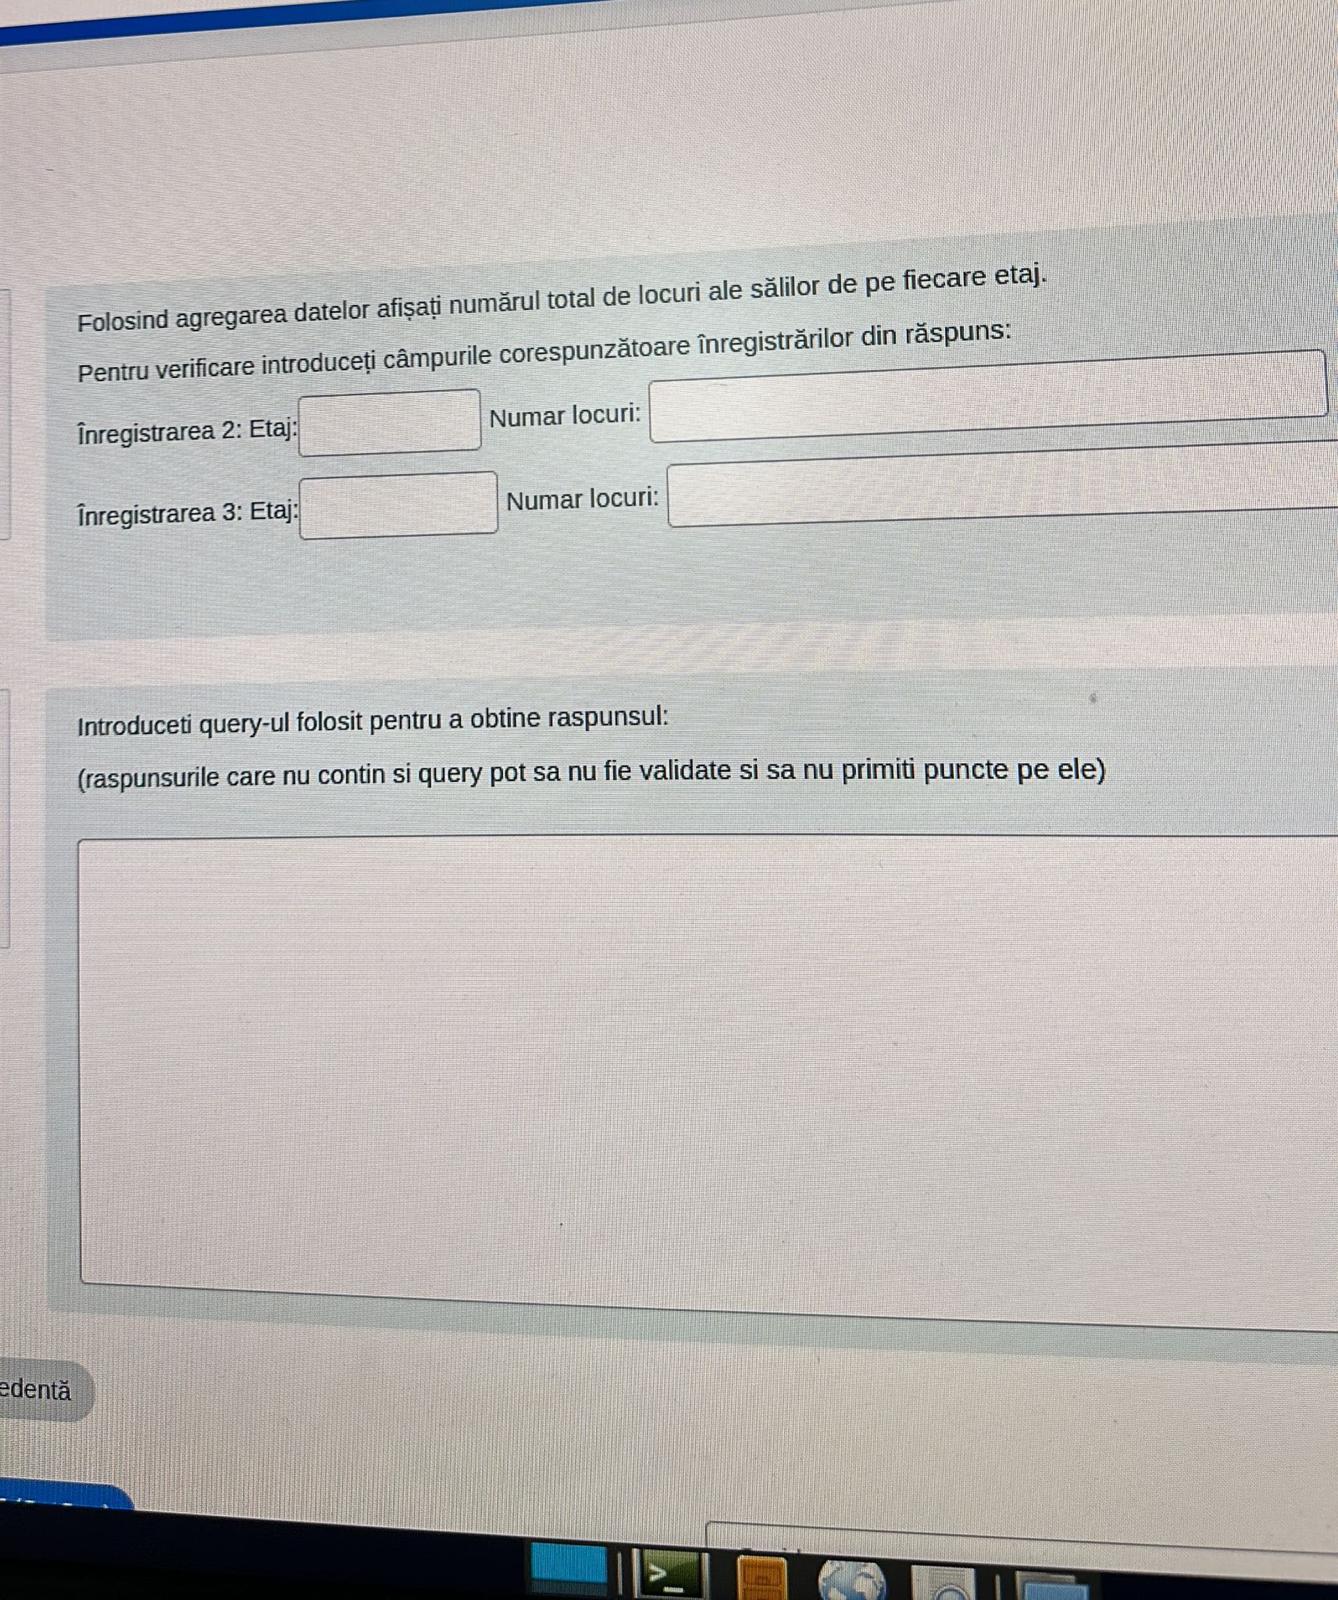 Folosind agregarea datelor afișați numărul total de locuri ale sălilor de pe fiecare etaj.
Pentru verificare introduceți câmpurile corespunzătoare înregistrărilor din răspuns:
Înregistrarea 2: Etaj: Numar locuri:
Înregistrarea 3: Etaj: Numar locuri:
Introduceti query-ul folosit pentru a obtine raspunsul:
(raspunsurile care nu contin si query pot sa nu fie validate si sa nu primiti puncte pe ele)
edentă
>_